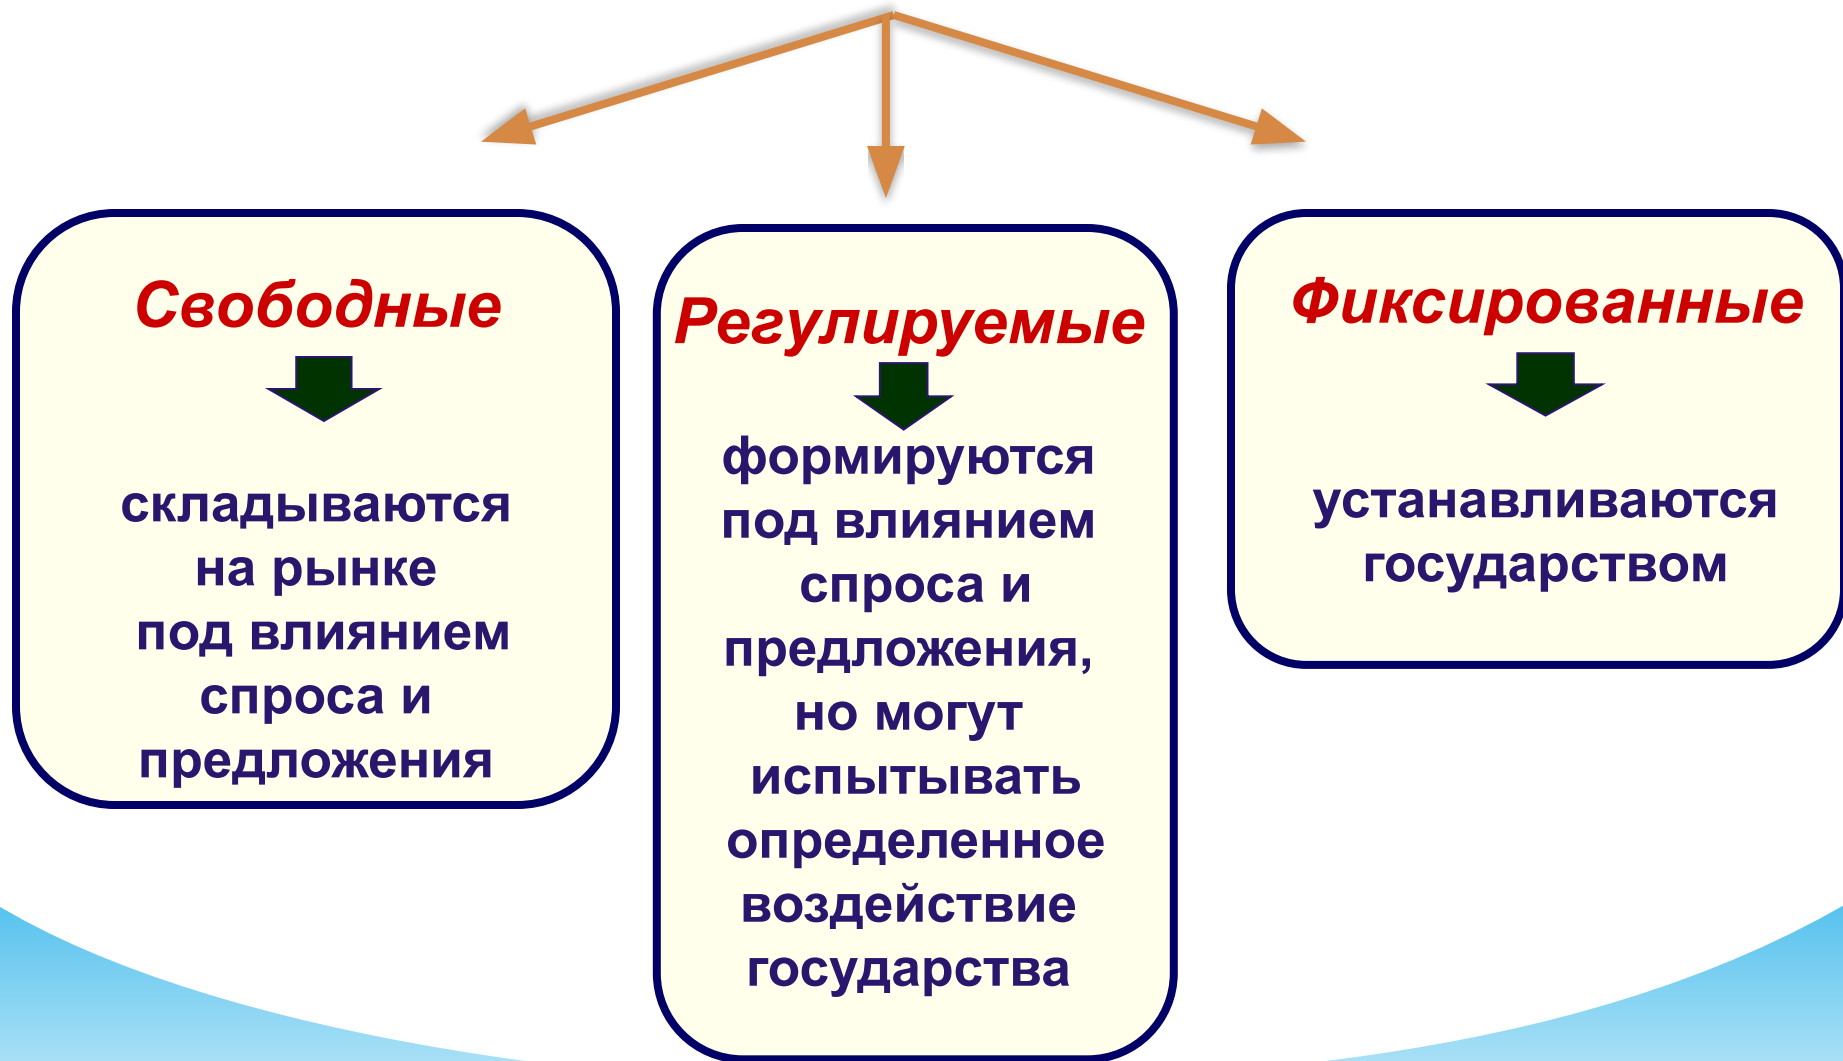 Свободные
складываются
на рынке
под влиянием
спроса и
предложения
Регулируемые
формируются
под влиянием
спроса и
предложения,
но могут
испытывать
определенное
воздействие
государства
Фиксированные
устанавливаются
государством